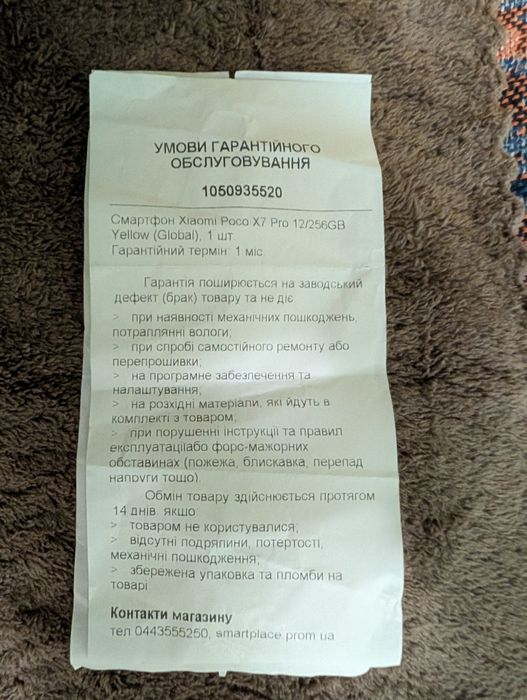 УМОВИ ГАРАНТІЙНОГО
ОБСЛУГОВУВАННЯ
1050935520
Смартфон Xiaomi Poco X7 Pro 12/256GB
Yellow (Global), 1 шт.
Гарантійний термін: 1 міс.
Гарантія поширюється на заводський
дефект (брак) товару та не діє:
> при наявності механічних пошкоджень,
потраплянні вологи;
> при спробі самостійного ремонту або
перепрошивки;
> на програмне забезпечення та
налаштування;
> на розхідні матеріали, які йдуть в
комплекті з товаром;
> при порушенні інструкції та правил
експлуатаціїабо форс-мажорних
обставинах (пожежа, блискавка, перепад
напруги тощо).
Обмін товару здійснюється протягом
14 днів, якщо:
> товаром не користувалися;
> відсутні подряпини, потертості,
механічні пошкодження;
> збережена упаковка та пломби на
товарі
Контакти магазину
тел.0443555250, smartplace.prom.ua